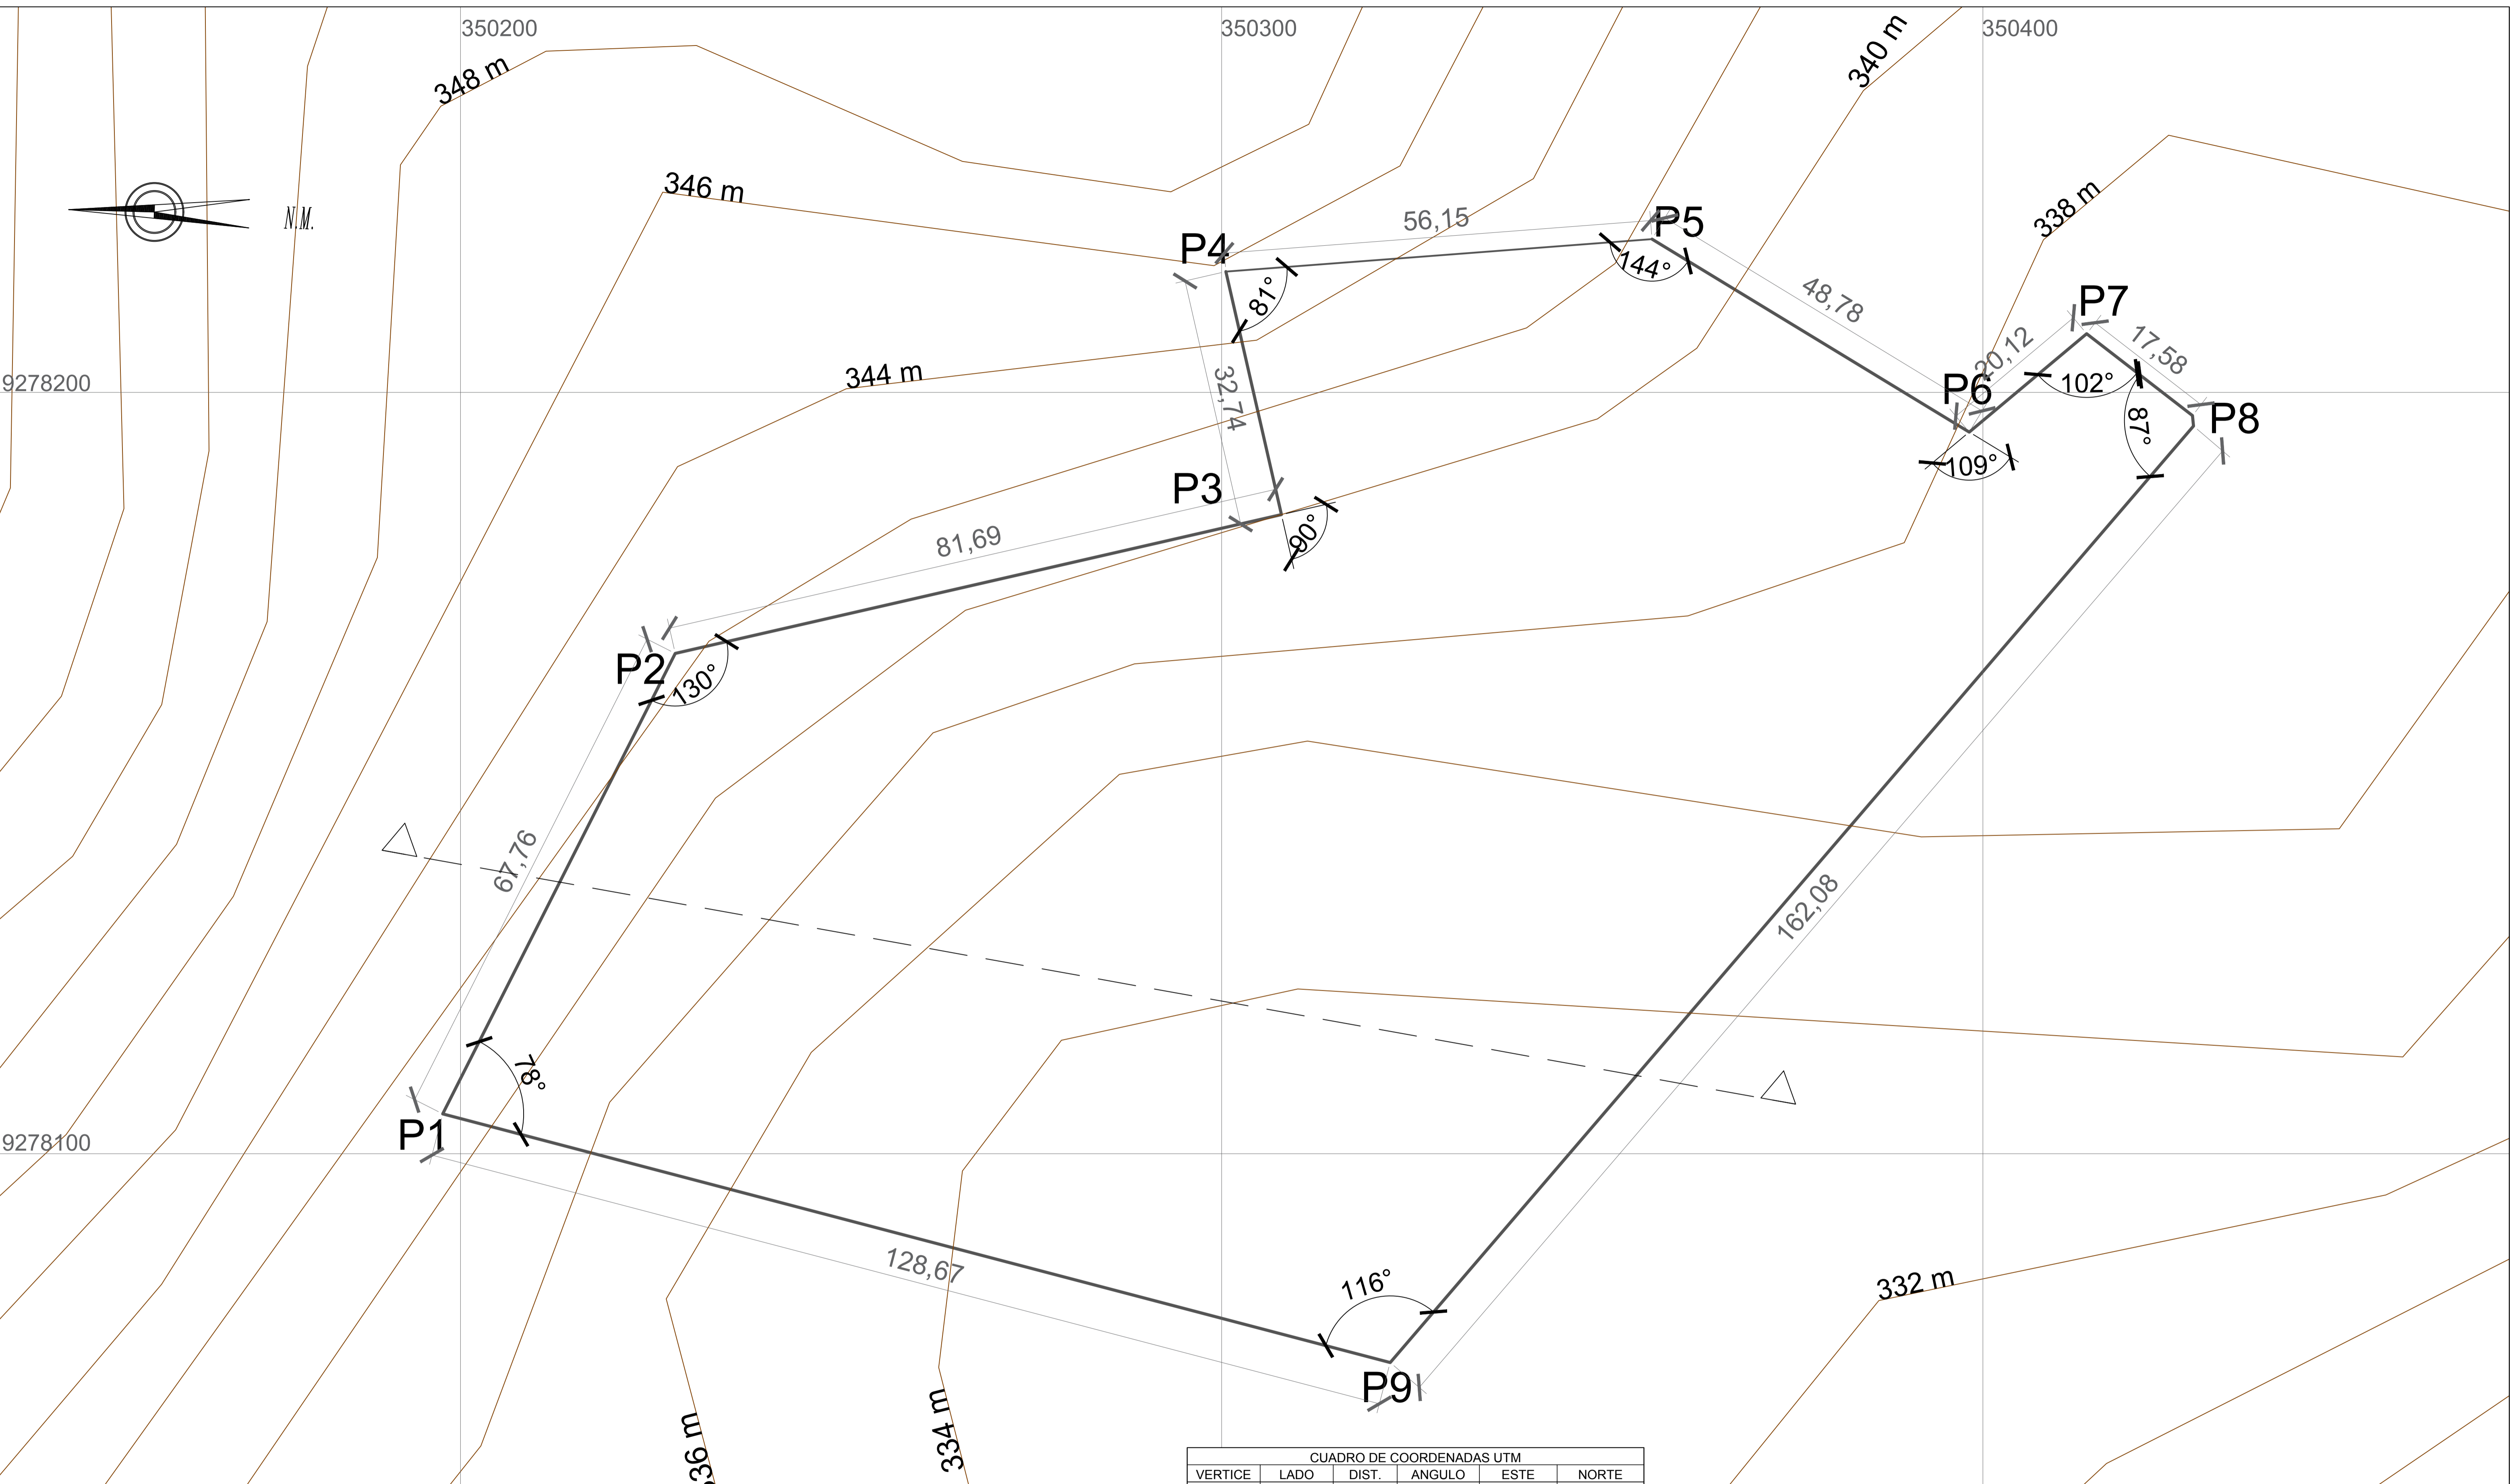 350200
350300
350400
348 m
340 m
346 m
N.M.
338 m
56,15
P5
P4
144°
81°
48,78
P7
20,12
17,58
344 m
9278200
32,74
P6
102°
P8
87°
109°
P3
81,69
90°
P2
130°
67,76
162,08
78°
P1
9278100
128,67
116°
332 m
P9
334 m
336 m
CUADRO DE COORDENADAS UTM
VERTICE LADO DIST. ANGULO ESTE NORTE